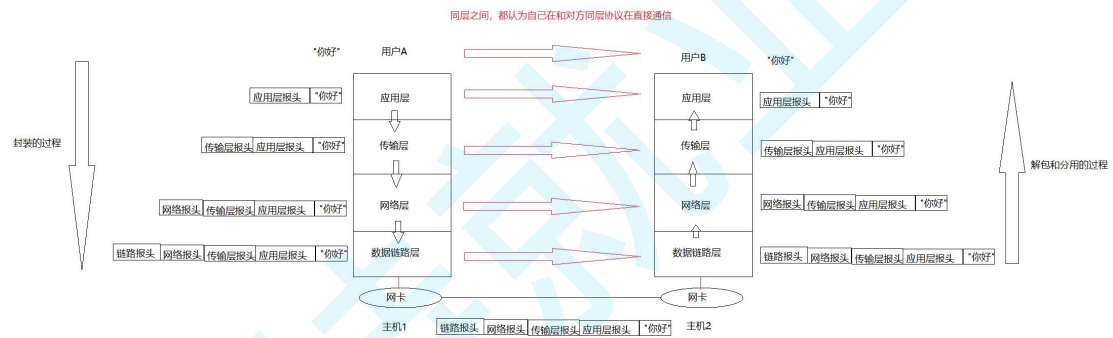 同层之间，都认为自己在和对方同层协议在直接通信
"你好" 用户A 用户B "你好"
应用层报头 "你好" 应用层 应用层 应用层报头 "你好"
封装的过程 传输层报头 应用层报头 "你好" 传输层 传输层 传输层报头 应用层报头 "你好" 解包和分用的过程
网络报头 传输层报头 应用层报头 "你好" 网络层 网络层 网络报头 传输层报头 应用层报头 "你好"
链路报头 网络报头 传输层报头 应用层报头 "你好" 数据链路层 数据链路层 链路报头 网络报头 传输层报头 应用层报头 "你好"
网卡 网卡
主机1 链路报头 网络报头 传输层报头 应用层报头 "你好" 主机2